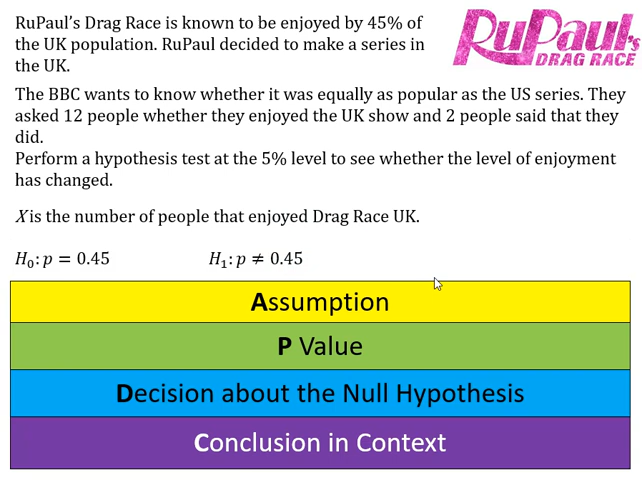 RuPaul's Drag Race is known to be enjoyed by 45% of
the UK population. RuPaul decided to make a series in
the UK.
RuPaul's
DRAG RACE
The BBC wants to know whether it was equally as popular as the US series. They
asked 12 people whether they enjoyed the UK show and 2 people said that they
did.
Perform a hypothesis test at the 5% level to see whether the level of enjoyment
has changed.
X is the number of people that enjoyed Drag Race UK.
H₀: p = 0.45 H₁: p ≠ 0.45
Assumption
P Value
Decision about the Null Hypothesis
Conclusion in Context